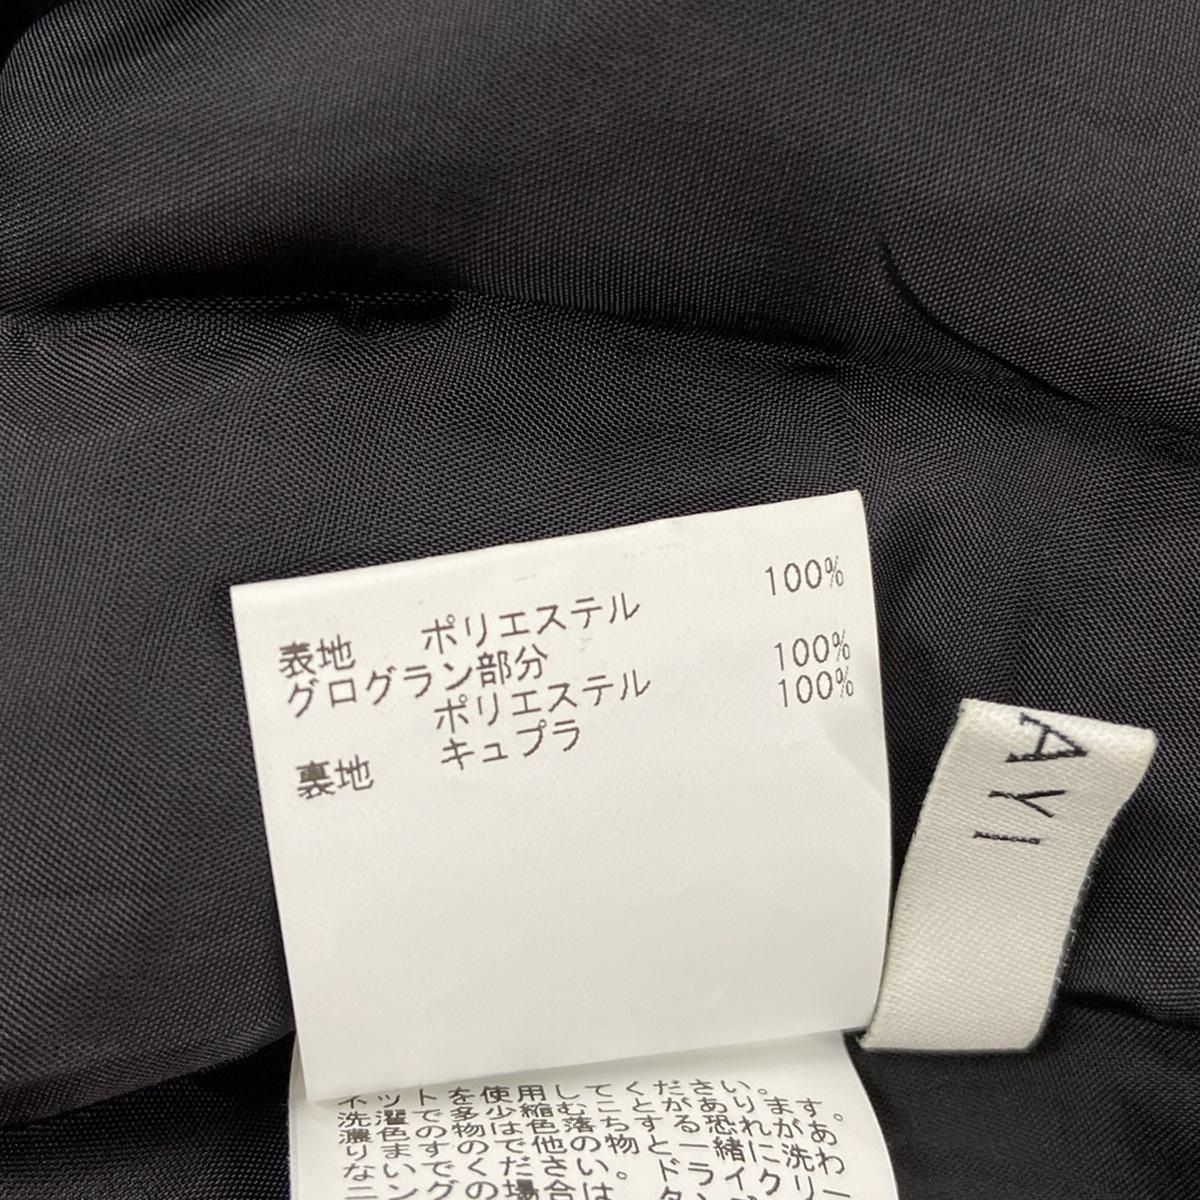 表地 ポリエステル 100%
グログラン部分
ポリエステル 100%
裏地 キュプラ 100%
AYI
ネットを使用してください。
洗濯で多少縮むことがあります。
濃色の物は色落ちする恐れがあ
りますので他の物と一緒に洗わ
ないでください。ドライクリー
ニングの場合は、タン